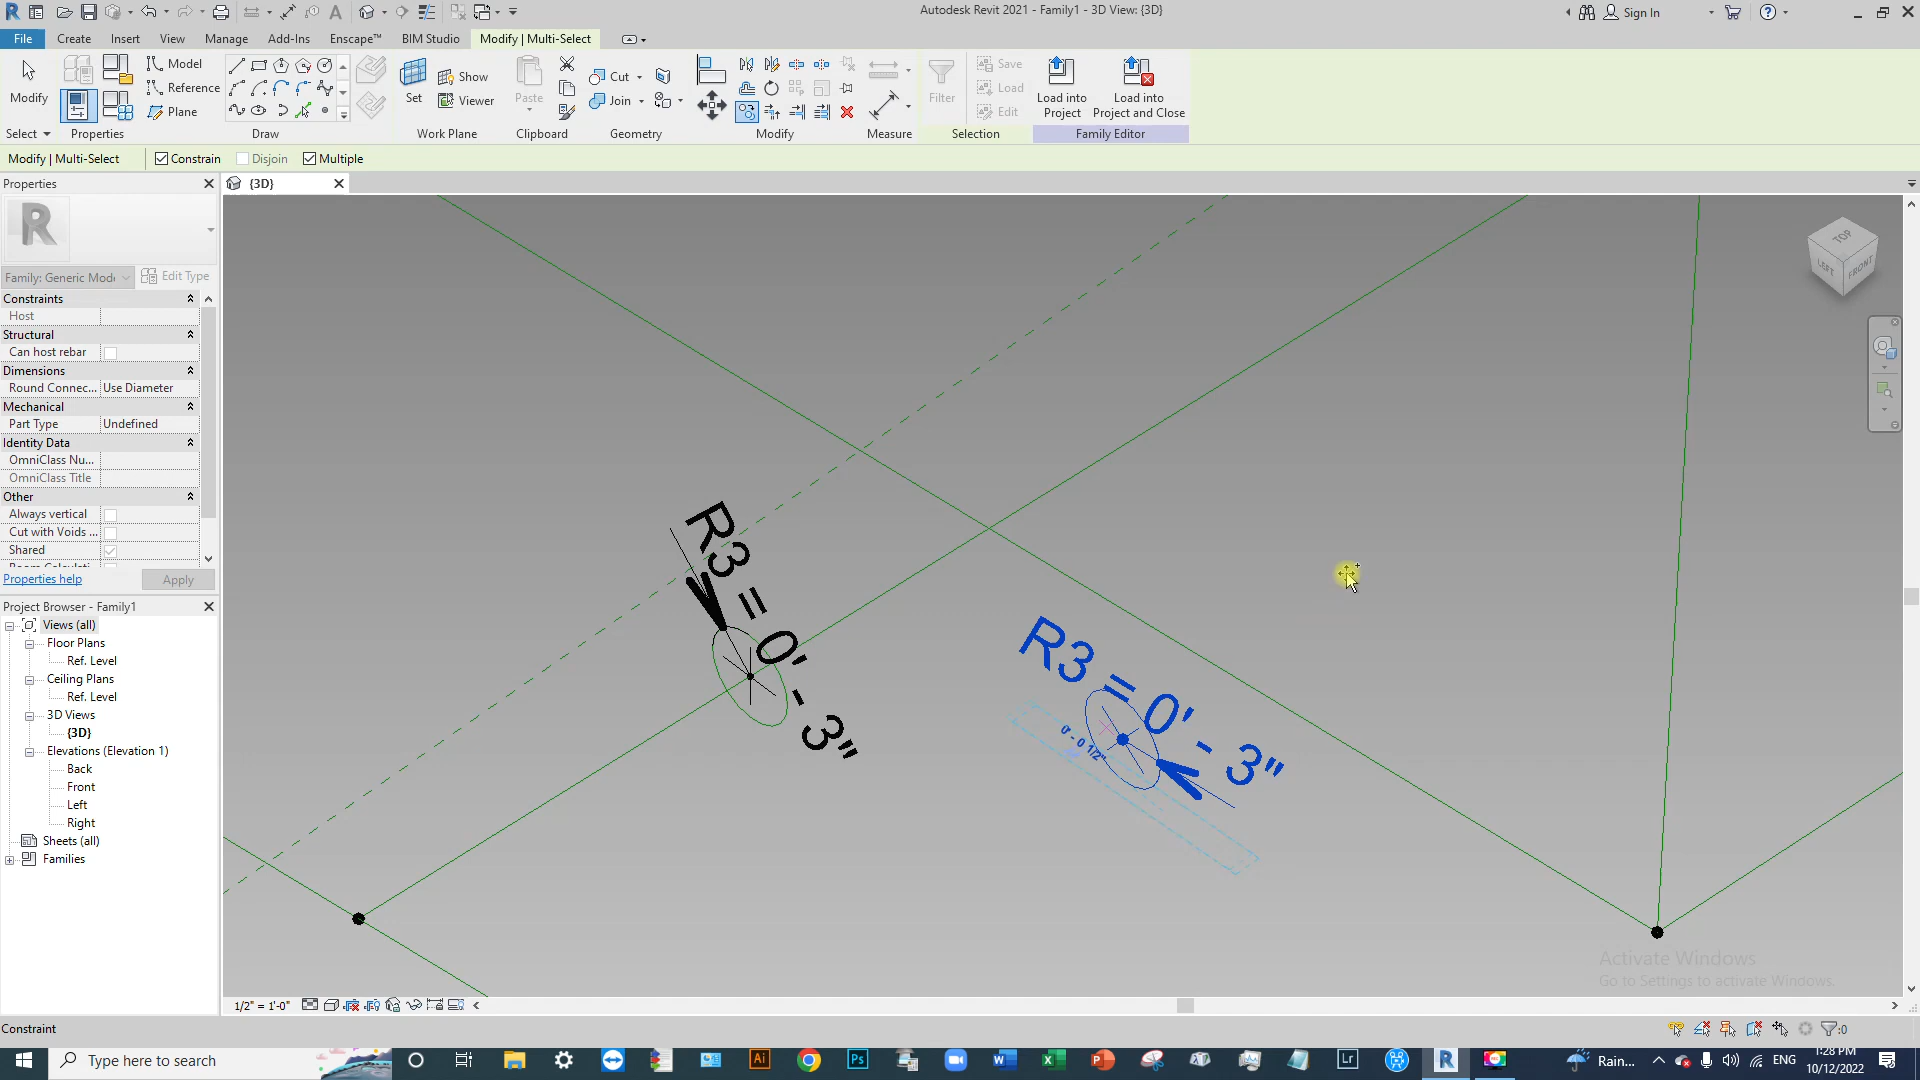 Autodesk Revit 2021 - Family1 - 3D View: {3D}
Sign In
File Create Insert View Manage Add-Ins Enscape™ BIM Studio Modify | Multi-Select
Modify
Select
Properties
Model
Reference
Plane
Draw
Set
Show
Viewer
Work Plane
Paste
Clipboard
Cut
Join
Geometry
Modify
Measure
Filter
Save
Load
Edit
Selection
Load into
Project
Load into
Project and Close
Family Editor
Modify | Multi-Select Constrain Disjoin Multiple
Properties
{3D}
Family: Generic Mod
Edit Type
Constraints
Host
Structural
Can host rebar
Dimensions
Round Connec... Use Diameter
Mechanical
Part Type Undefined
Identity Data
OmniClass Nu...
OmniClass Title
Other
Always vertical
Cut with Voids ...
Shared
Properties help
Apply
Project Browser - Family1
Views (all)
Floor Plans
Ref. Level
Ceiling Plans
Ref. Level
3D Views
{3D}
Elevations (Elevation 1)
Back
Front
Left
Right
Sheets (all)
Families
R3 = 0' - 3"
R3 = 0' - 3"
0' - 0 1/2"
TOP
LEFT
FRONT
Activate Windows
Go to Settings to activate Windows.
1/2" = 1'-0"
Constraint
:0
Type here to search
Rain...
ENG
1:28 PM
10/12/2022